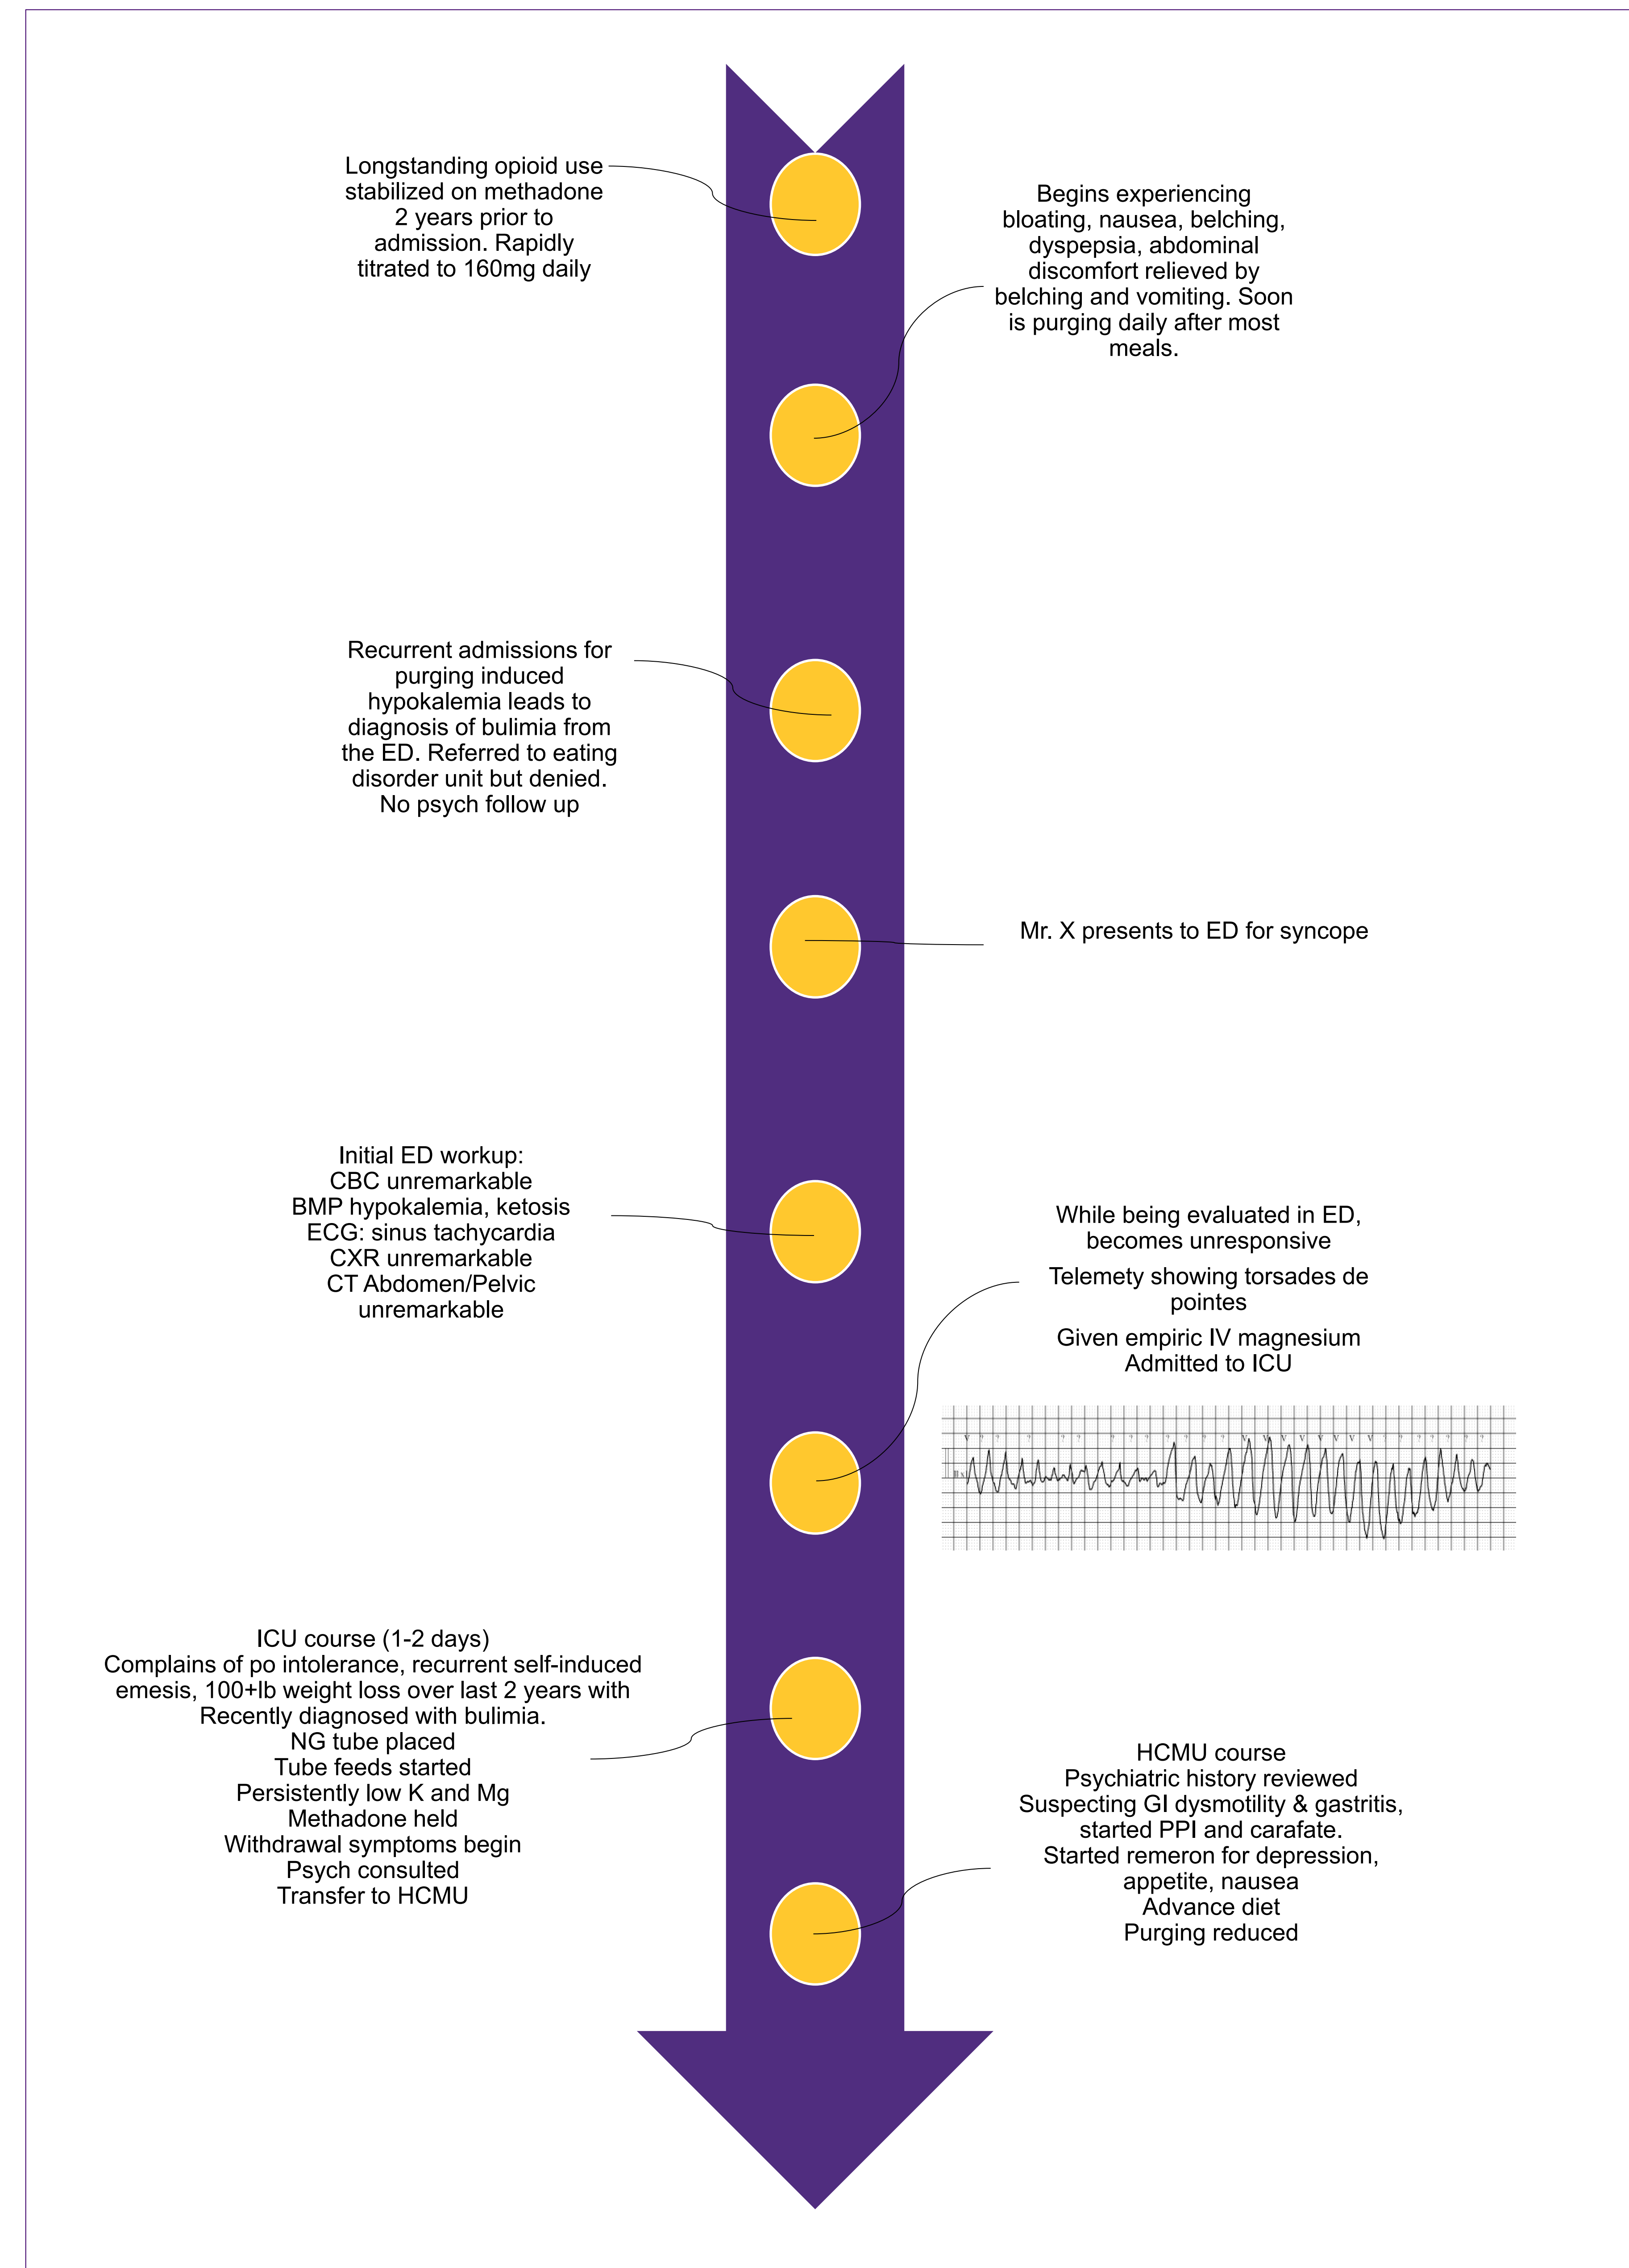 Longstanding opioid use
stabilized on methadone
2 years prior to
admission. Rapidly
titrated to 160mg daily
Begins experiencing
bloating, nausea, belching,
dyspepsia, abdominal
discomfort relieved by
belching and vomiting. Soon
is purging daily after most
meals.
Recurrent admissions for
purging induced
hypokalemia leads to
diagnosis of bulimia from
the ED. Referred to eating
disorder unit but denied.
No psych follow up
Mr. X presents to ED for syncope
Initial ED workup:
CBC unremarkable
BMP hypokalemia, ketosis
ECG: sinus tachycardia
CXR unremarkable
CT Abdomen/Pelvic
unremarkable
While being evaluated in ED,
becomes unresponsive
Telemety showing torsades de
pointes
Given empiric IV magnesium
Admitted to ICU
ICU course (1-2 days)
Complains of po intolerance, recurrent self-induced
emesis, 100+lb weight loss over last 2 years with
Recently diagnosed with bulimia.
NG tube placed
Tube feeds started
Persistently low K and Mg
Methadone held
Withdrawal symptoms begin
Psych consulted
Transfer to HCMU
HCMU course
Psychiatric history reviewed
Suspecting GI dysmotility & gastritis,
started PPI and carafate.
Started remeron for depression,
appetite, nausea
Advance diet
Purging reduced